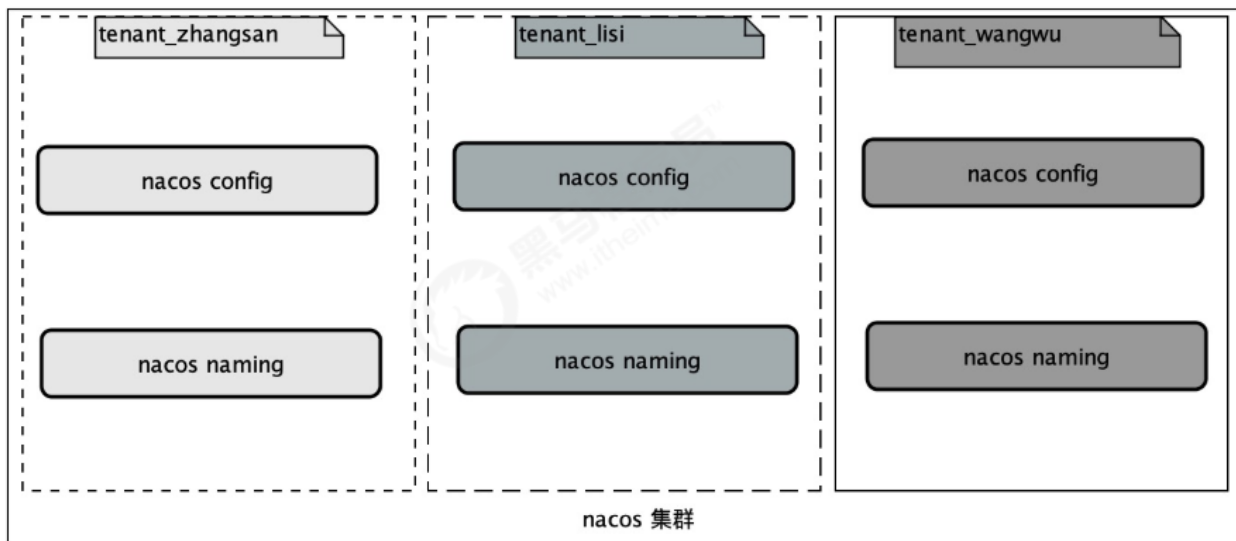 tenant_zhangsan
tenant_lisi
tenant_wangwu
nacos config
nacos config
nacos config
nacos naming
nacos naming
nacos naming
nacos 集群